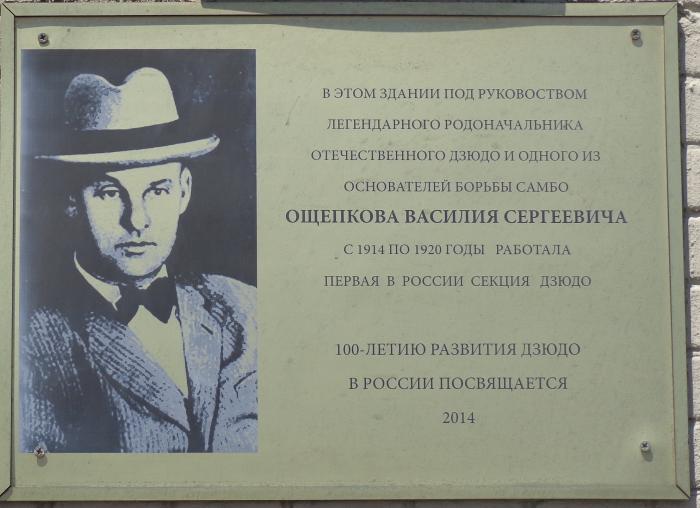 В ЭТОМ ЗДАНИИ ПОД РУКОВОСТВОМ
ЛЕГЕНДАРНОГО РОДОНАЧАЛЬНИКА
ОТЕЧЕСТВЕННОГО ДЗЮДО И ОДНОГО ИЗ
ОСНОВАТЕЛЕЙ БОРЬБЫ САМБО
ОЩЕПКОВА ВАСИЛИЯ СЕРГЕЕВИЧА
С 1914 ПО 1920 ГОДЫ РАБОТАЛА
ПЕРВАЯ В РОССИИ СЕКЦИЯ ДЗЮДО
100-ЛЕТИЮ РАЗВИТИЯ ДЗЮДО
В РОССИИ ПОСВЯЩАЕТСЯ
2014